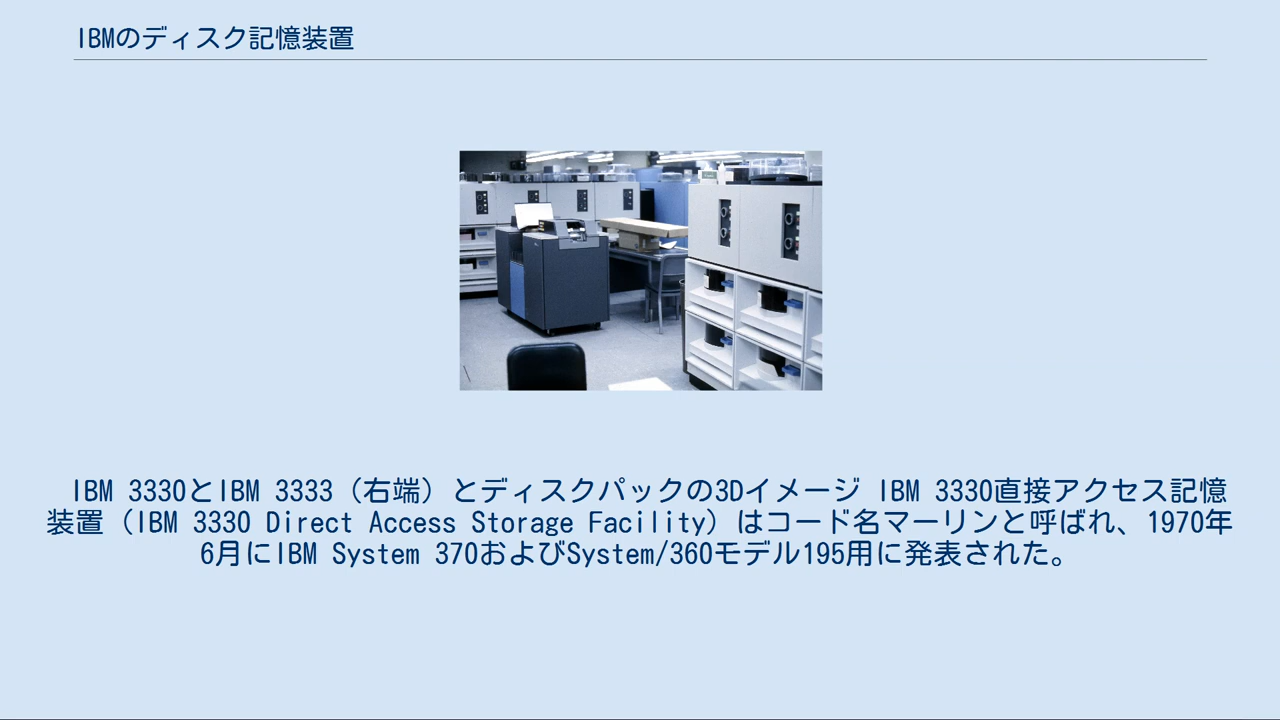 IBMのディスク記憶装置
IBM 3330とIBM 3333（右端）とディスクパックの3Dイメージ IBM 3330直接アクセス記憶
装置（IBM 3330 Direct Access Storage Facility）はコード名マーリンと呼ばれ、1970年
6月にIBM System 370およびSystem/360モデル195用に発表された。